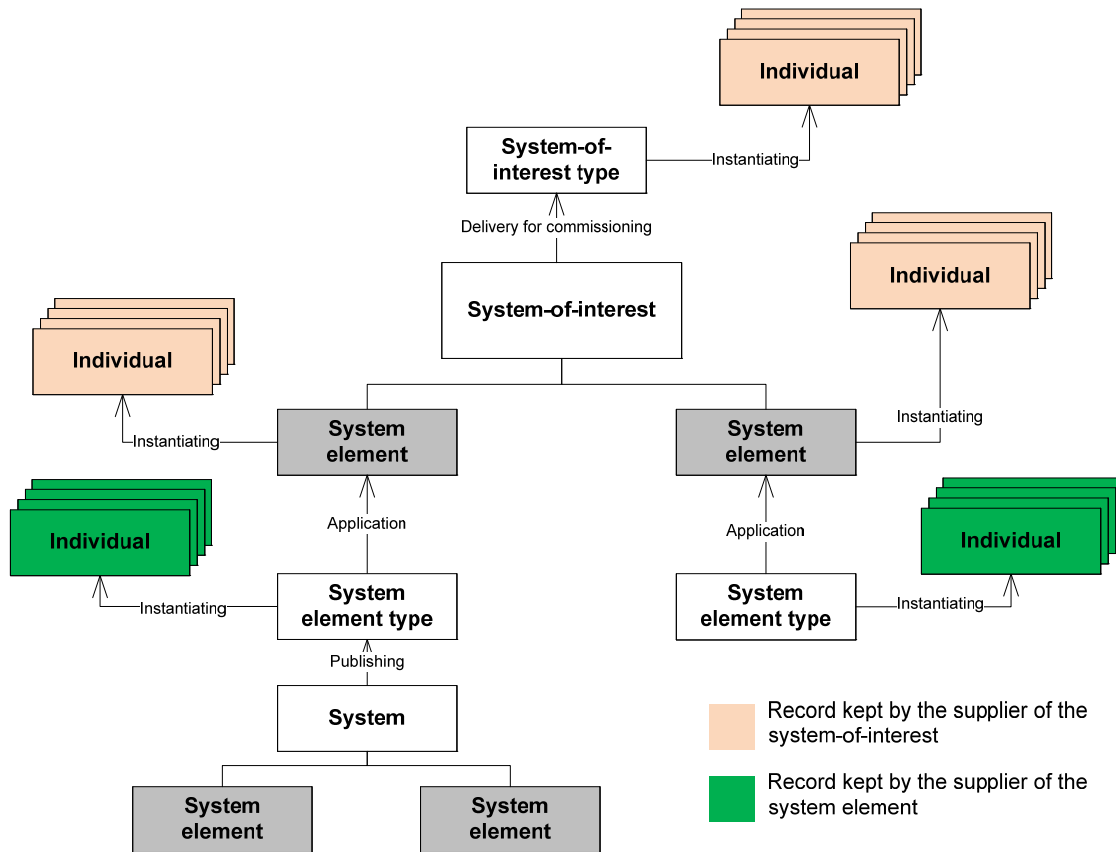 Individual
System-of-
interest type
Instantiating
Delivery for commissioning
Individual
System-of-interest
Individual
System
element
System
element
Instantiating
Instantiating
Individual
Individual
Application
Application
System
element type
System
element type
Instantiating
Instantiating
Publishing
System
Record kept by the supplier of the
system-of-interest
Record kept by the supplier of the
system element
System
element
System
element